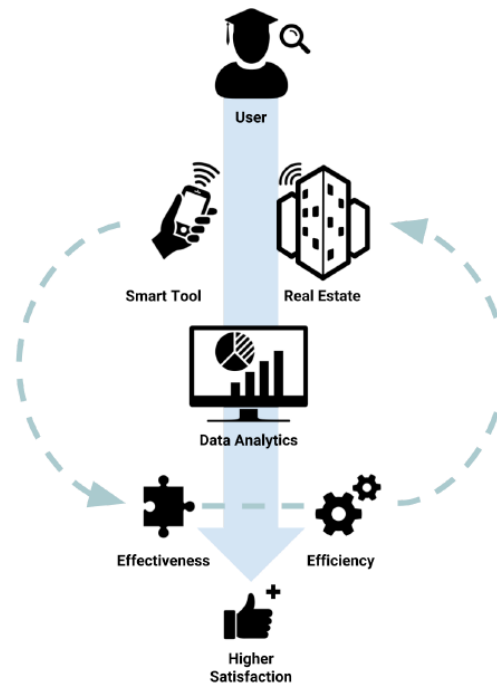 User
Smart Tool
Real Estate
Data Analytics
Effectiveness
Efficiency
Higher
Satisfaction